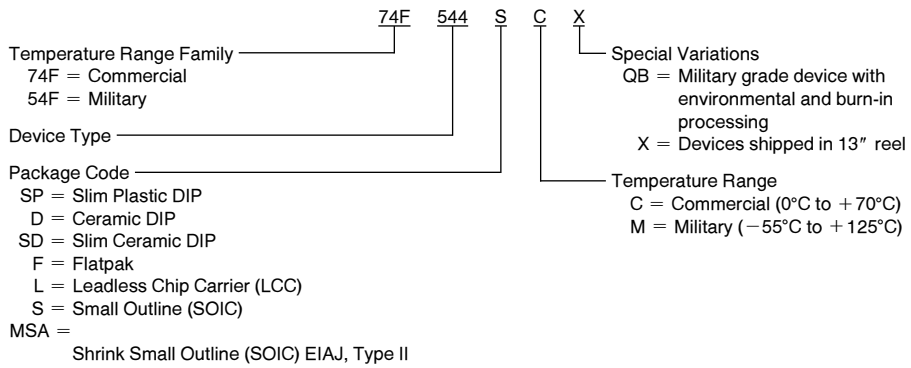 74F 544 S C X
Temperature Range Family
74F = Commercial
54F = Military
Device Type
Package Code
SP = Slim Plastic DIP
D = Ceramic DIP
SD = Slim Ceramic DIP
F = Flatpak
L = Leadless Chip Carrier (LCC)
S = Small Outline (SOIC)
MSA =
Shrink Small Outline (SOIC) EIAJ, Type II
Special Variations
QB = Military grade device with
environmental and burn-in
processing
X = Devices shipped in 13″ reel
Temperature Range
C = Commercial (0°C to +70°C)
M = Military (−55°C to +125°C)